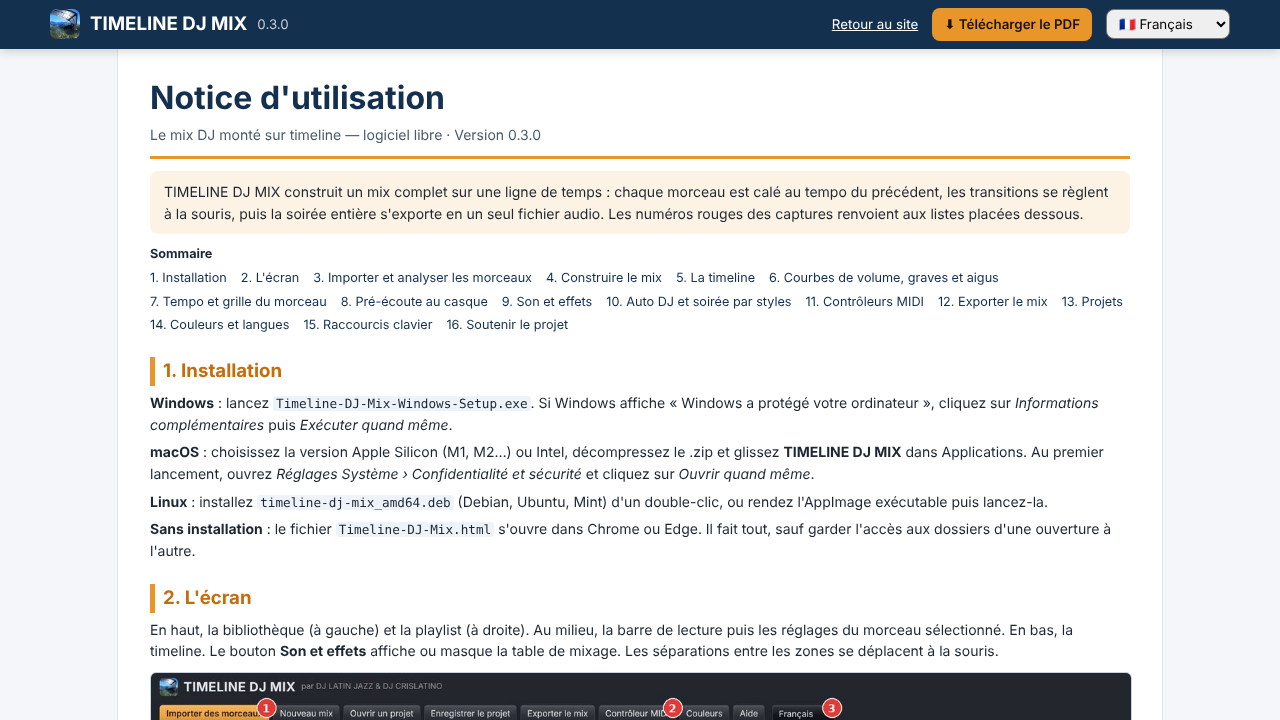 TIMELINE DJ MIX 0.3.0 Retour au site ⬇ Télécharger le PDF 🇫🇷 Français
Notice d'utilisation
Le mix DJ monté sur timeline — logiciel libre · Version 0.3.0
TIMELINE DJ MIX construit un mix complet sur une ligne de temps : chaque morceau est calé au tempo du précédent, les transitions se règlent
à la souris, puis la soirée entière s'exporte en un seul fichier audio. Les numéros rouges des captures renvoient aux listes placées dessous.
Sommaire
1. Installation 2. L'écran 3. Importer et analyser les morceaux 4. Construire le mix 5. La timeline 6. Courbes de volume, graves et aigus
7. Tempo et grille du morceau 8. Pré-écoute au casque 9. Son et effets 10. Auto DJ et soirée par styles 11. Contrôleurs MIDI 12. Exporter le mix 13. Projets
14. Couleurs et langues 15. Raccourcis clavier 16. Soutenir le projet
1. Installation
Windows : lancez Timeline-DJ-Mix-Windows-Setup.exe. Si Windows affiche « Windows a protégé votre ordinateur », cliquez sur Informations
complémentaires puis Exécuter quand même.
macOS : choisissez la version Apple Silicon (M1, M2…) ou Intel, décompressez le .zip et glissez TIMELINE DJ MIX dans Applications. Au premier
lancement, ouvrez Réglages Système › Confidentialité et sécurité et cliquez sur Ouvrir quand même.
Linux : installez timeline-dj-mix_amd64.deb (Debian, Ubuntu, Mint) d'un double-clic, ou rendez l'AppImage exécutable puis lancez-la.
Sans installation : le fichier Timeline-DJ-Mix.html s'ouvre dans Chrome ou Edge. Il fait tout, sauf garder l'accès aux dossiers d'une ouverture à
l'autre.
2. L'écran
En haut, la bibliothèque (à gauche) et la playlist (à droite). Au milieu, la barre de lecture puis les réglages du morceau sélectionné. En bas, la
timeline. Le bouton Son et effets affiche ou masque la table de mixage. Les séparations entre les zones se déplacent à la souris.
TIMELINE DJ MIX par DJ LATIN JAZZ & DJ CRISLATINO
Importer des morceau 1 Nouveau mix Ouvrir un projet Enregistrer le projet Exporter le mix Contrôleur MID 2 Couleurs Aide Français 3